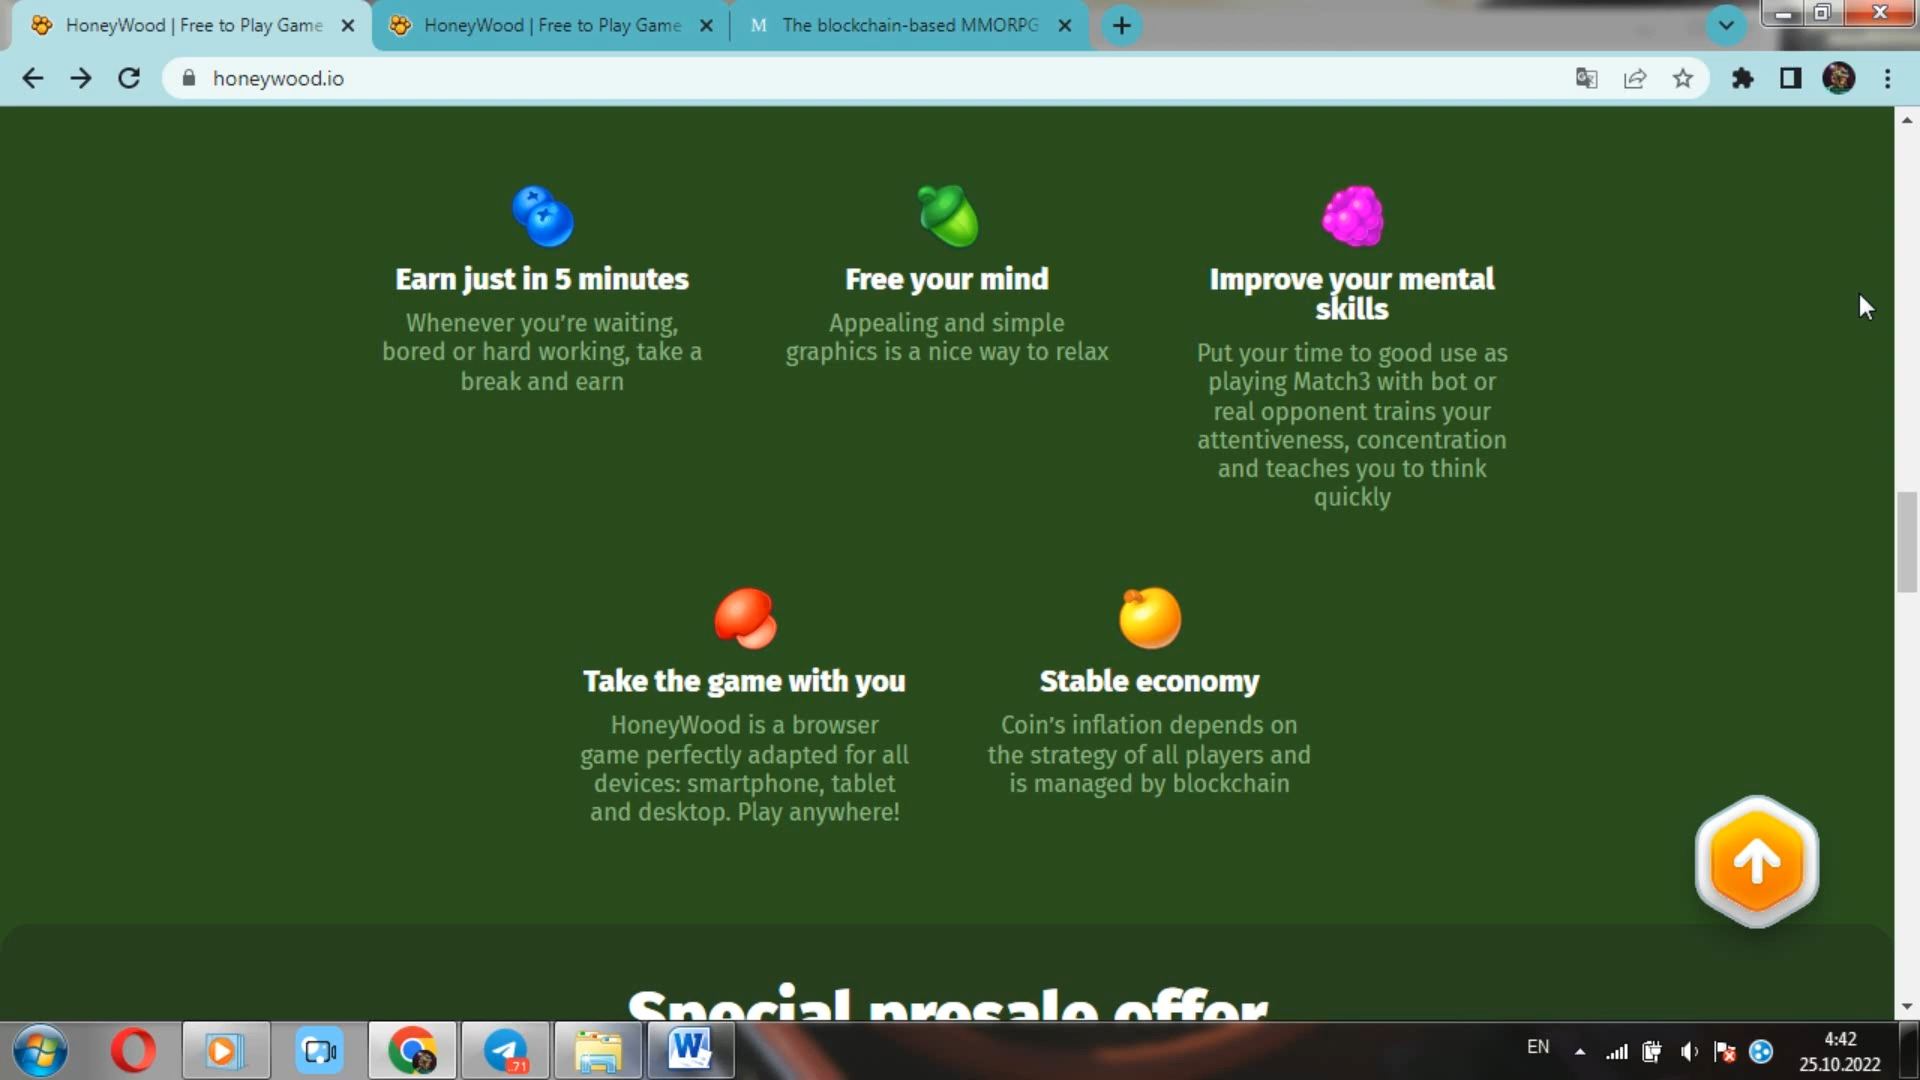 HoneyWood | Free to Play Game
HoneyWood | Free to Play Game
M The blockchain-based MMORPG
honeywood.io
Earn just in 5 minutes
Whenever you're waiting,
bored or hard working, take a
break and earn
Free your mind
Appealing and simple
graphics is a nice way to relax
Improve your mental
skills
Put your time to good use as
playing Match3 with bot or
real opponent trains your
attentiveness, concentration
and teaches you to think
quickly
Take the game with you
HoneyWood is a browser
game perfectly adapted for all
devices: smartphone, tablet
and desktop. Play anywhere!
Stable economy
Coin's inflation depends on
the strategy of all players and
is managed by blockchain
Special presale offer
71
W
EN
4:42
25.10.2022